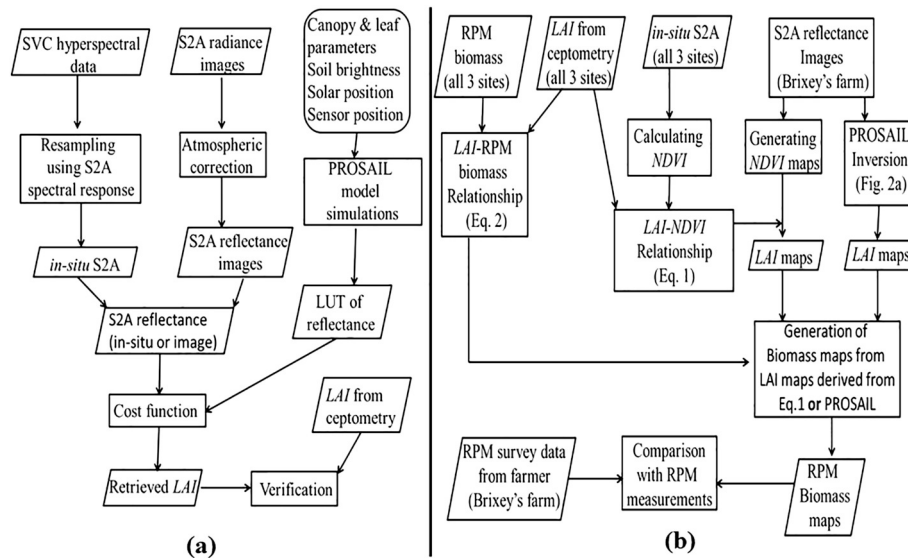 SVC hyperspectral
data
S2A radiance
images
Canopy & leaf
parameters
Soil brightness
Solar position
Sensor position
Resampling
using S2A
spectral response
Atmospheric
correction
PROSAIL
model
simulations
in-situ S2A
S2A reflectance
images
LUT of
reflectance
S2A reflectance
(in-situ or image)
Cost function
LAI from
ceptometry
Retrieved LAI
Verification
(a)
RPM
biomass
(all 3 sites)
LAI from
ceptometry
(all 3 sites)
in-situ S2A
(all 3 sites)
S2A reflectance
Images
(Brixey's farm)
LAI-RPM
biomass
Relationship
(Eq. 2)
Calculating
NDVI
Generating
NDVI maps
PROSAIL
Inversion
(Fig. 2a)
LAI-NDVI
Relationship
(Eq. 1)
LAI maps
LAI maps
Generation of
Biomass maps from
LAI maps derived from
Eq.1 or PROSAIL
RPM survey data
from farmer
(Brixey's farm)
Comparison
with RPM
measurements
RPM
Biomass
maps
(b)